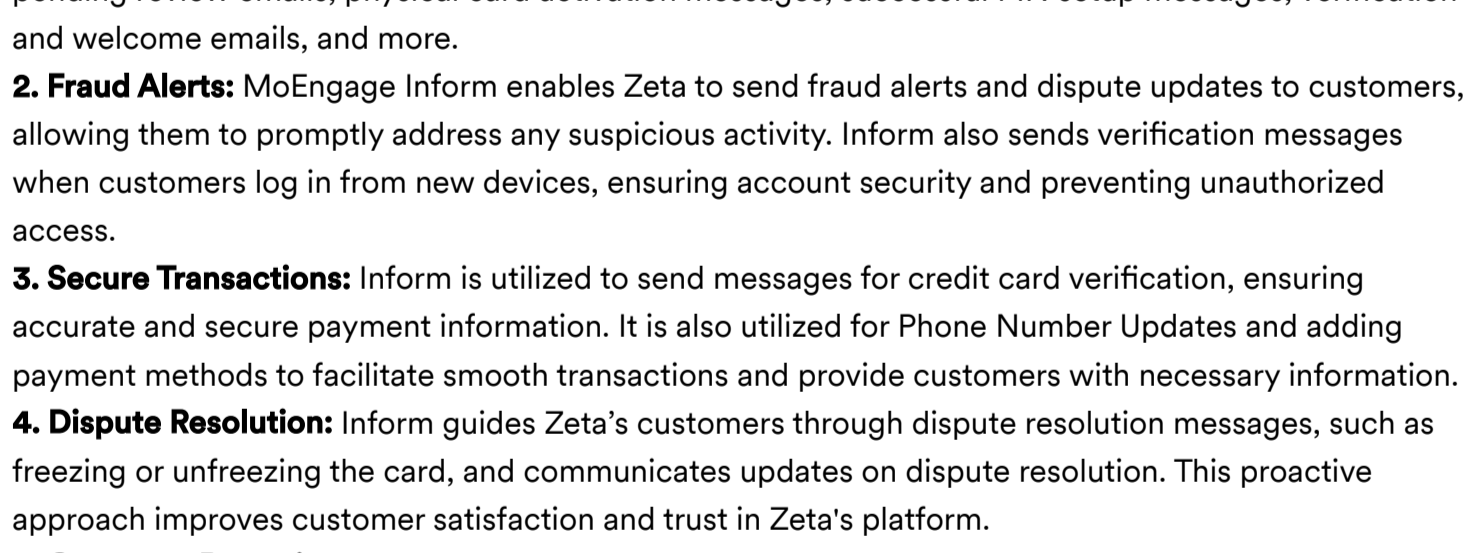 and welcome emails, and more.
2. Fraud Alerts: MoEngage Inform enables Zeta to send fraud alerts and dispute updates to customers,
allowing them to promptly address any suspicious activity. Inform also sends verification messages
when customers log in from new devices, ensuring account security and preventing unauthorized
access.
3. Secure Transactions: Inform is utilized to send messages for credit card verification, ensuring
accurate and secure payment information. It is also utilized for Phone Number Updates and adding
payment methods to facilitate smooth transactions and provide customers with necessary information.
4. Dispute Resolution: Inform guides Zeta’s customers through dispute resolution messages, such as
freezing or unfreezing the card, and communicates updates on dispute resolution. This proactive
approach improves customer satisfaction and trust in Zeta's platform.